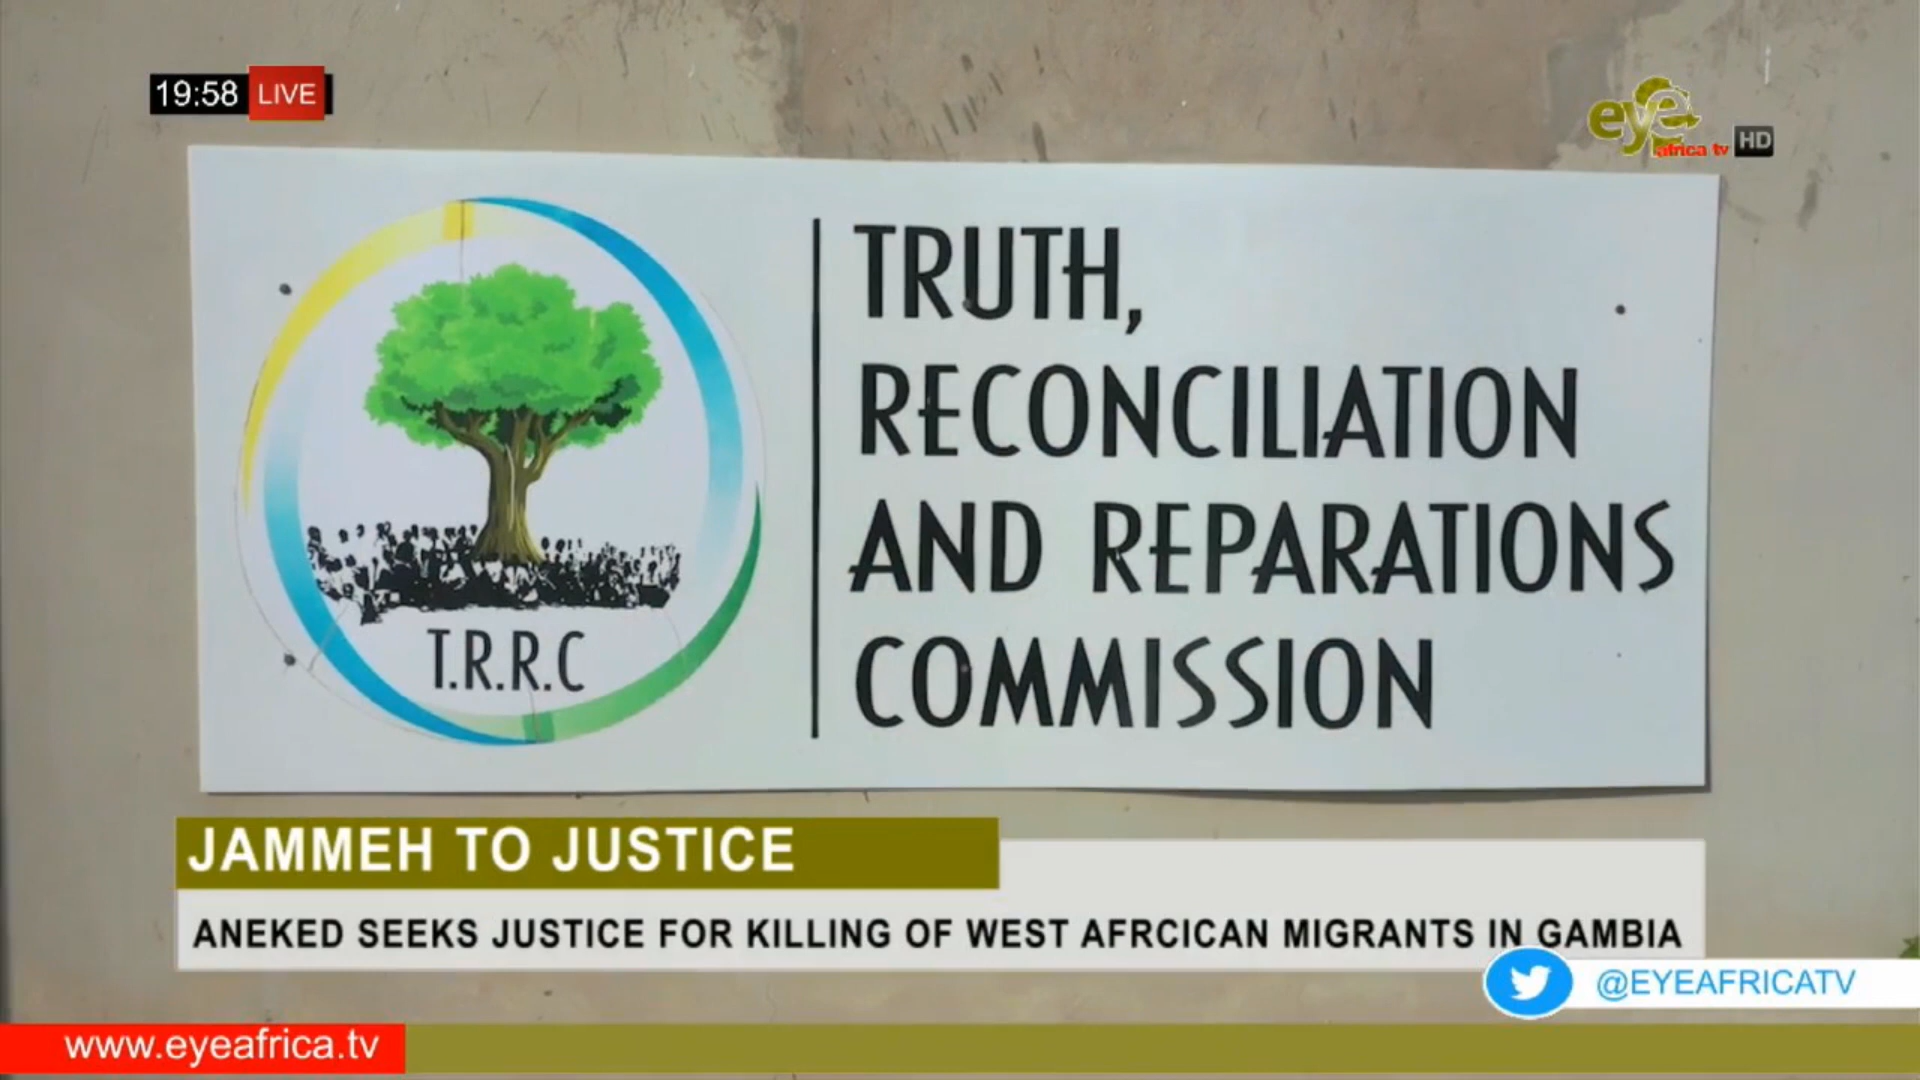 19:58 LIVE
eye
africa tv HD
TRUTH,
RECONCILIATION
AND REPARATIONS
COMMISSION
T.R.R.C
JAMMEH TO JUSTICE
ANEKED SEEKS JUSTICE FOR KILLING OF WEST AFRCICAN MIGRANTS IN GAMBIA
@EYEAFRICATV
www.eyeafrica.tv